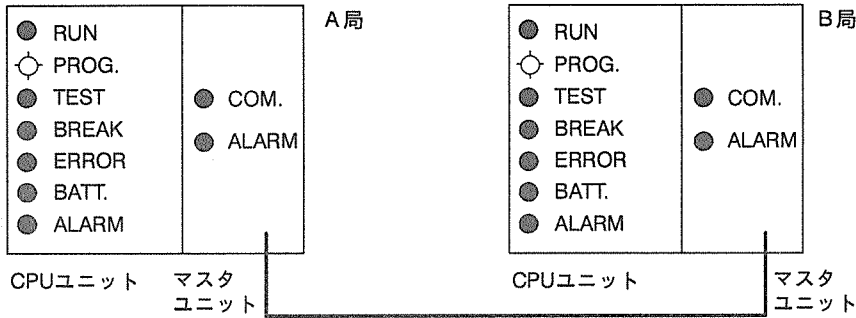 A局
RUN
PROG.
TEST
BREAK
ERROR
BATT.
ALARM
COM.
ALARM
CPUユニット
マスタ
ユニット
B局
RUN
PROG.
TEST
BREAK
ERROR
BATT.
ALARM
COM.
ALARM
CPUユニット
マスタ
ユニット